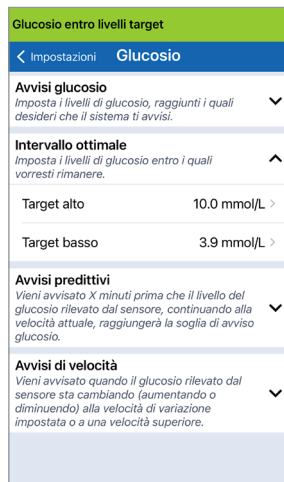 Glucosio entro livelli target
Impostazioni Glucosio
Avvisi glucosio
Imposta i livelli di glucosio, raggiunti i quali
desideri che il sistema ti avvisi.
Intervallo ottimale
Imposta i livelli di glucosio entro i quali
vorresti rimanere.
Target alto 10.0 mmol/L
Target basso 3.9 mmol/L
Avvisi predittivi
Vieni avvisato X minuti prima che il livello del
glucosio rilevato dal sensore, continuando alla
velocità attuale, raggiungerà la soglia di avviso
glucosio.
Avvisi di velocità
Vieni avvisato quando il glucosio rilevato dal
sensore sta cambiando (aumentando o
diminuendo) alla velocità di variazione
impostata o a una velocità superiore.